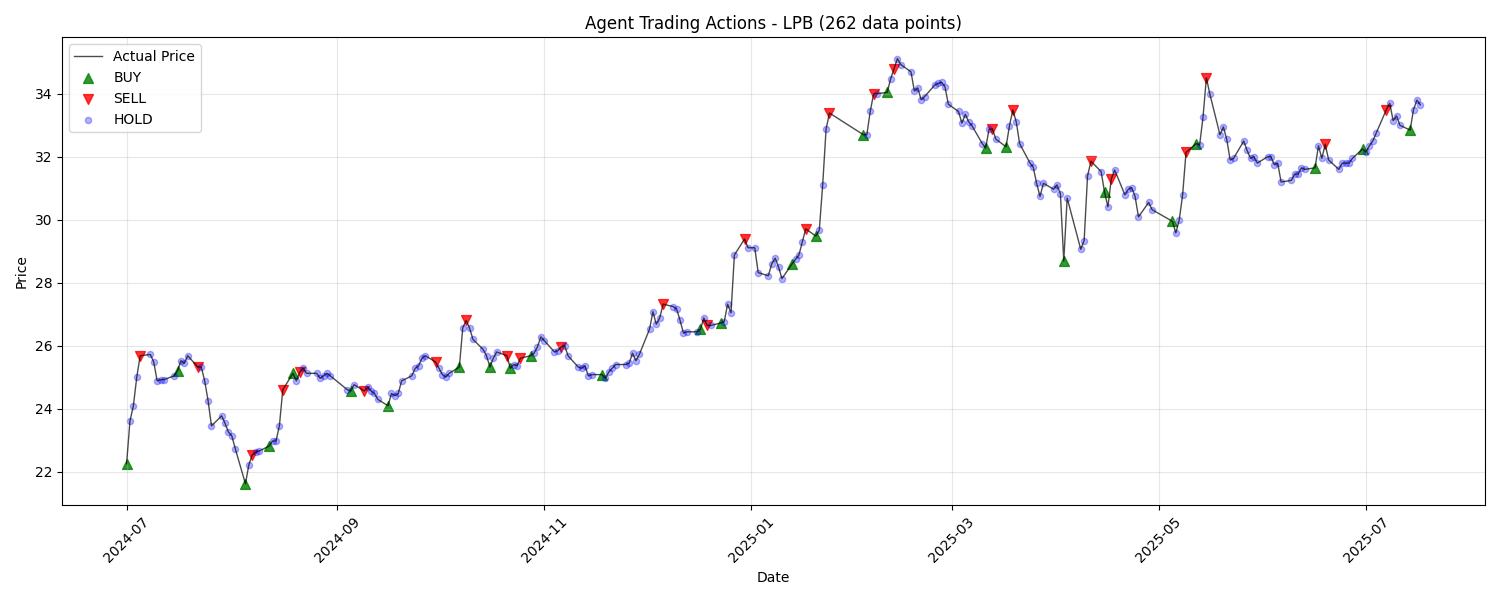 Agent Trading Actions - LPB (262 data points)
Actual Price
BUY
SELL
HOLD
Price
34
32
30
28
26
24
22
2024-07
2024-09
2024-11
2025-01
2025-03
2025-05
2025-07
Date